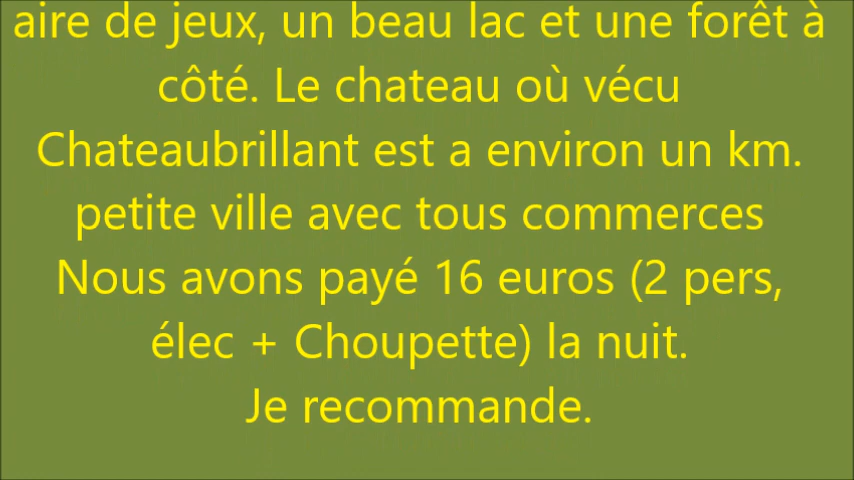 aire de jeux, un beau lac et une forêt à
côté. Le chateau où vécu
Chateaubrillant est a environ un km.
petite ville avec tous commerces
Nous avons payé 16 euros (2 pers,
élec + Choupette) la nuit.
Je recommande.